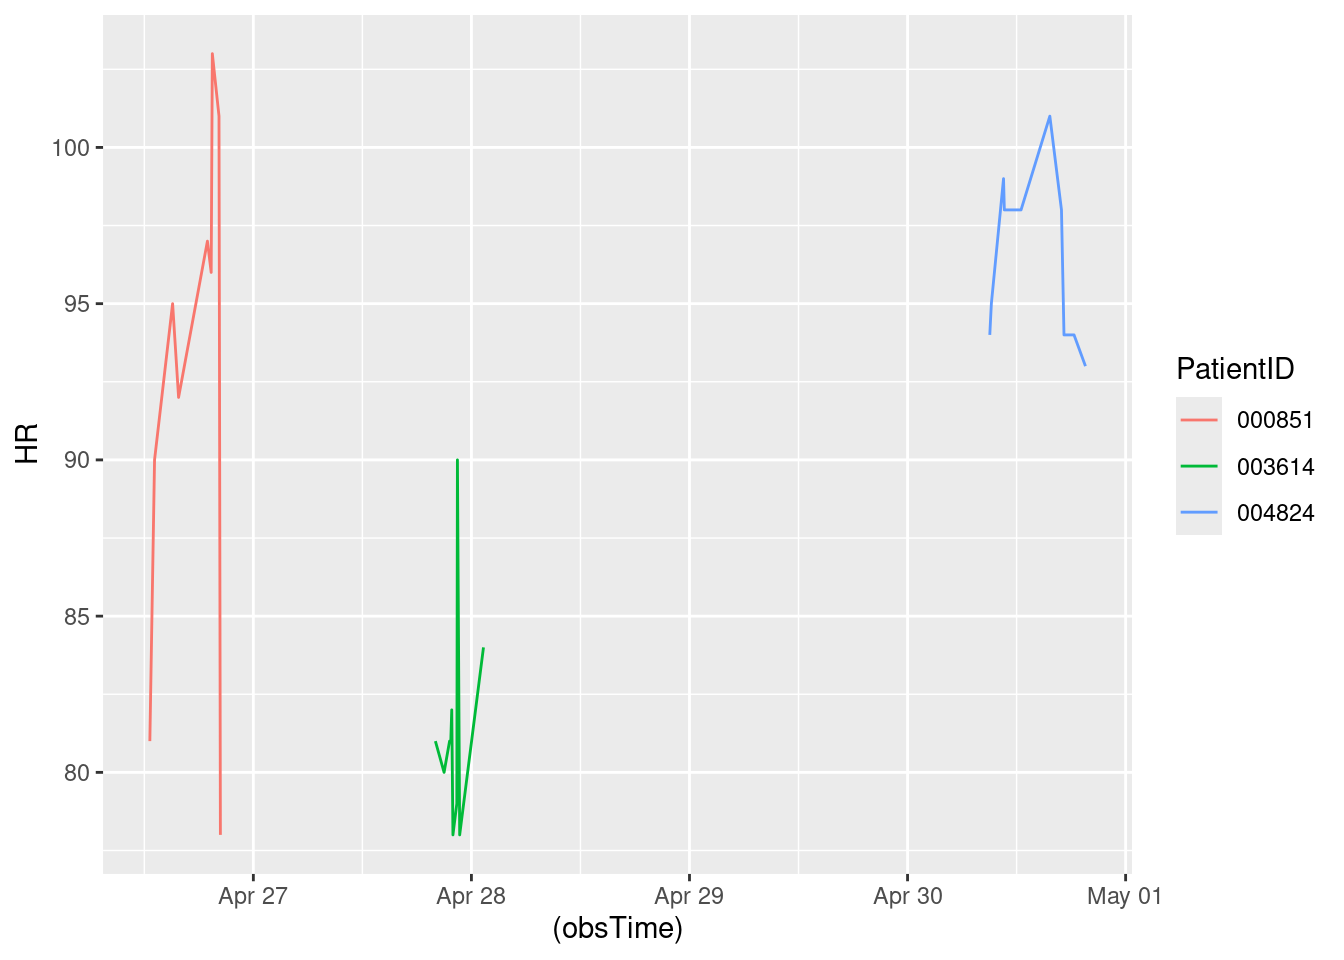 HR
100
95
90
85
80
Apr 27
Apr 28
Apr 29
Apr 30
May 01
(obsTime)
PatientID
000851
003614
004824